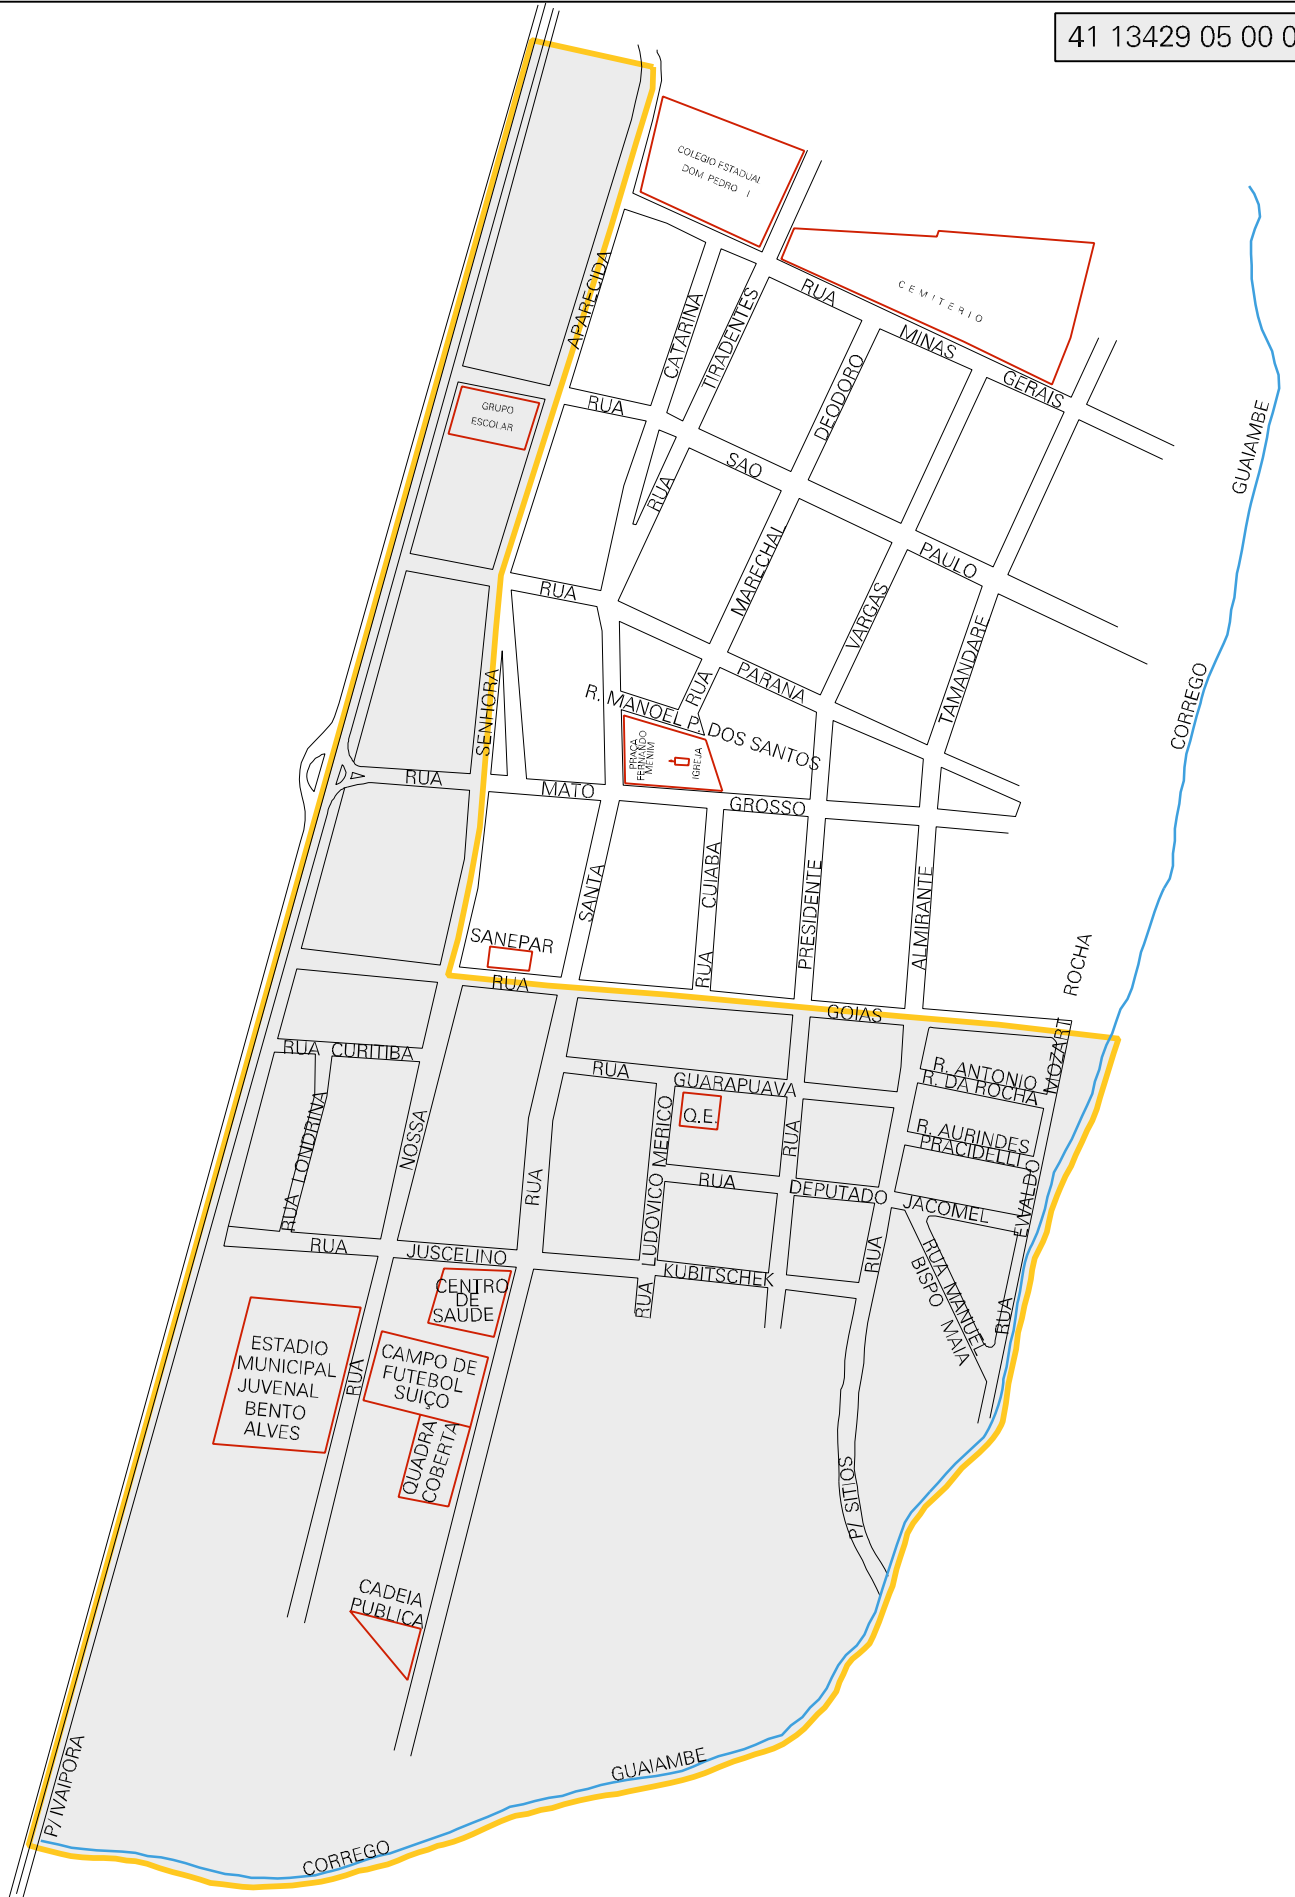 41 13429 05 00 0
COLEGIO ESTADUAL
DOM PEDRO I
CEMITERIO
RUA
MINAS
GERAIS
APARECIDA
CATARINA
TIRADENTES
DEODORO
GUAIAMBE
GRUPO
ESCOLAR
RUA
SAO
RUA
PAULO
RUA
MARECHAL
VARGAS
TAMANDARE
PARANA
RUA
SENHORA
R. MANOEL P. DOS SANTOS
CORREGO
PRACA
FERNANDO
MENIM
IGREJA
RUA
MATO
GROSSO
SANTA
CUIABA
PRESIDENTE
ALMIRANTE
SANEPAR
RUA
RUA
GOIAS
ROCHA
MOZART
RUA CURITIBA
RUA
GUARAPUAVA
R. ANTONIO
R. DA ROCHA
Q.E.
RUA LONDRINA
NOSSA
MERICO
LUDOVICO
RUA
RUA
R. AURINDES
PRACIDELLI
RUA
RUA
DEPUTADO
JACOMEL
EWALDO
RUA
JUSCELINO
KUBITSCHEK
RUA
RUA MANUEL
BISPO MAIA
RUA
CENTRO
DE
SAUDE
ESTADIO
MUNICIPAL
JUVENAL
BENTO
ALVES
RUA
CAMPO DE
FUTEBOL
SUIÇO
QUADRA
COBERTA
P/ SITIOS
CADEIA
PUBLICA
P/ IVAIPORA
GUAIAMBE
CORREGO